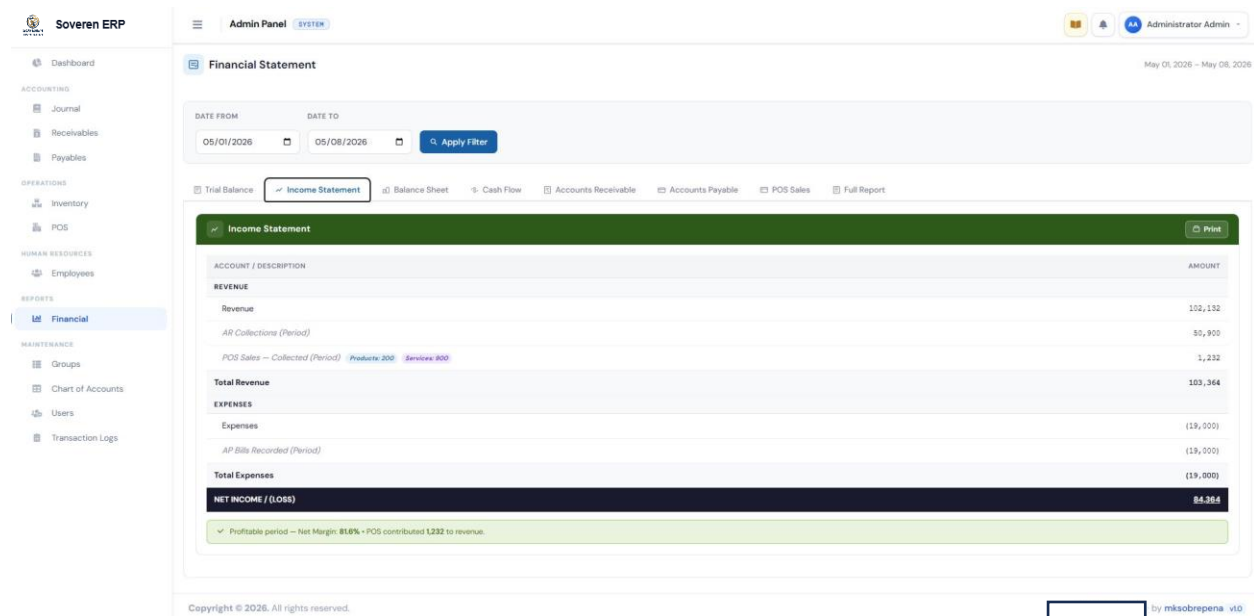 Soveren ERP
Admin Panel SYSTEM
AA Administrator Admin
Dashboard
ACCOUNTING
Journal
Receivables
Payables
OPERATIONS
Inventory
POS
HUMAN RESOURCES
Employees
REPORTS
Financial
MAINTENANCE
Groups
Chart of Accounts
Users
Transaction Logs
Financial Statement
May 01, 2026 – May 08, 2026
DATE FROM DATE TO
05/01/2026 05/08/2026 Apply Filter
Trial Balance Income Statement Balance Sheet Cash Flow Accounts Receivable Accounts Payable POS Sales Full Report
Income Statement Print
ACCOUNT / DESCRIPTION AMOUNT
REVENUE
Revenue 102,132
AR Collections (Period) 50,900
POS Sales — Collected (Period) Products: 200 Services: 900 1,232
Total Revenue 103,364
EXPENSES
Expenses (19,000)
AP Bills Recorded (Period) (19,000)
Total Expenses (19,000)
NET INCOME / (LOSS) 84,364
Profitable period — Net Margin: 81.6% • POS contributed 1,232 to revenue.
Copyright © 2026. All rights reserved.
by mksobrepena v1.0